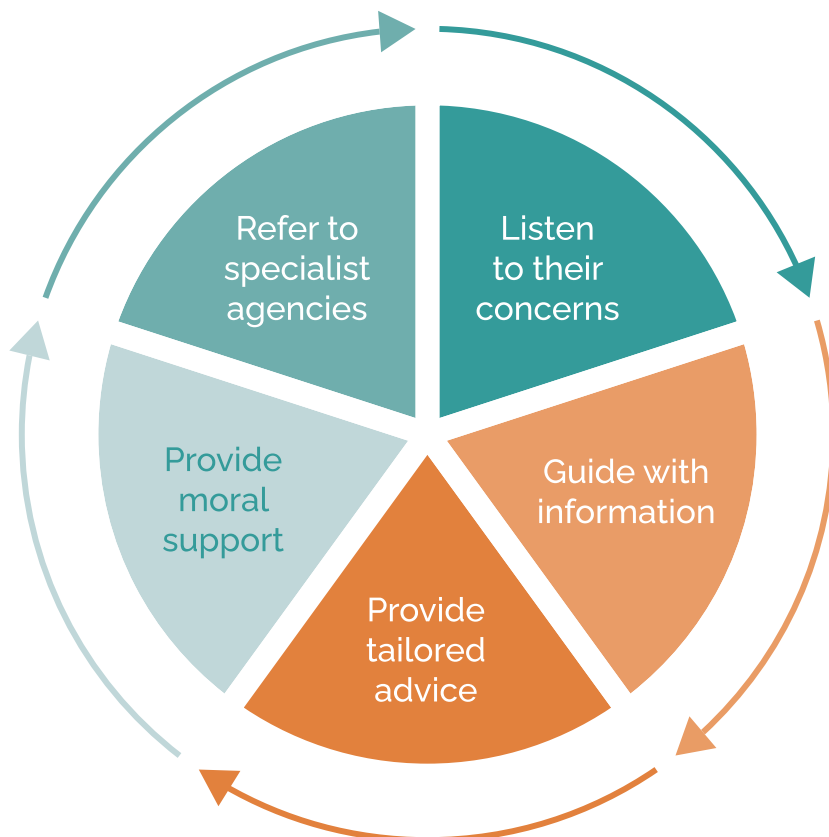 Listen
to their
concerns
Guide with
information
Provide
tailored
advice
Provide
moral
support
Refer to
specialist
agencies